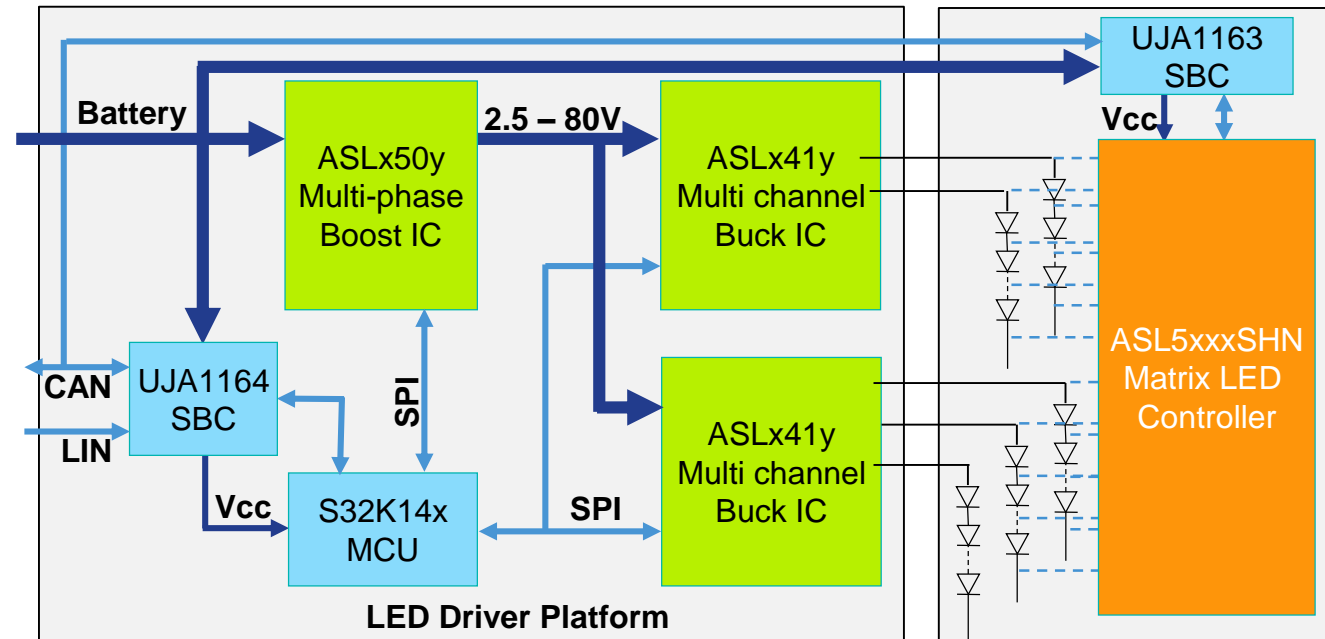 UJA1163
SBC
Battery
2.5 – 80V
Vcc
ASLx50y
Multi-phase
Boost IC
ASLx41y
Multi channel
Buck IC
ASL5xxxSHN
Matrix LED
Controller
CAN
LIN
UJA1164
SBC
SPI
ASLx41y
Multi channel
Buck IC
Vcc
S32K14x
MCU
SPI
LED Driver Platform